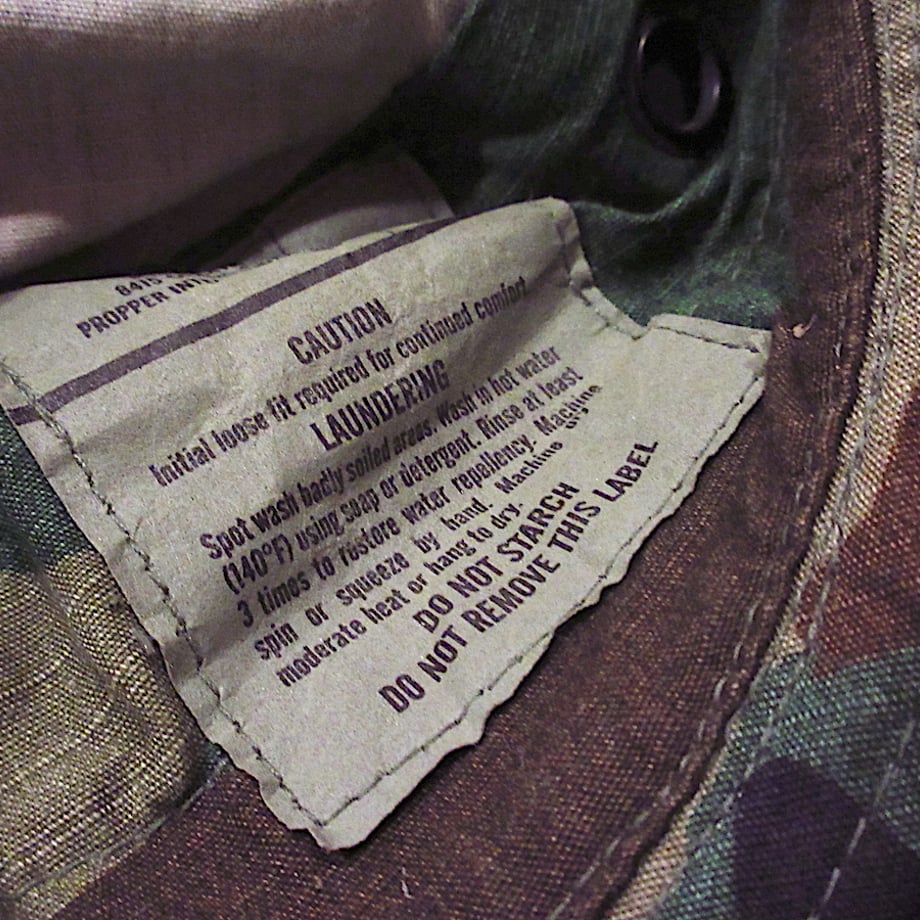 8415
PROPPER
CAUTION
Initial loose fit required for continued comfort
LAUNDERING
Spot wash badly soiled areas. Wash in hot water
(140°F) using soap or detergent. Rinse at least
3 times to restore water repellency. Machine
spin or squeeze by hand. Machine
moderate heat or hang to dry.
DO NOT STARCH
DO NOT REMOVE THIS LABEL